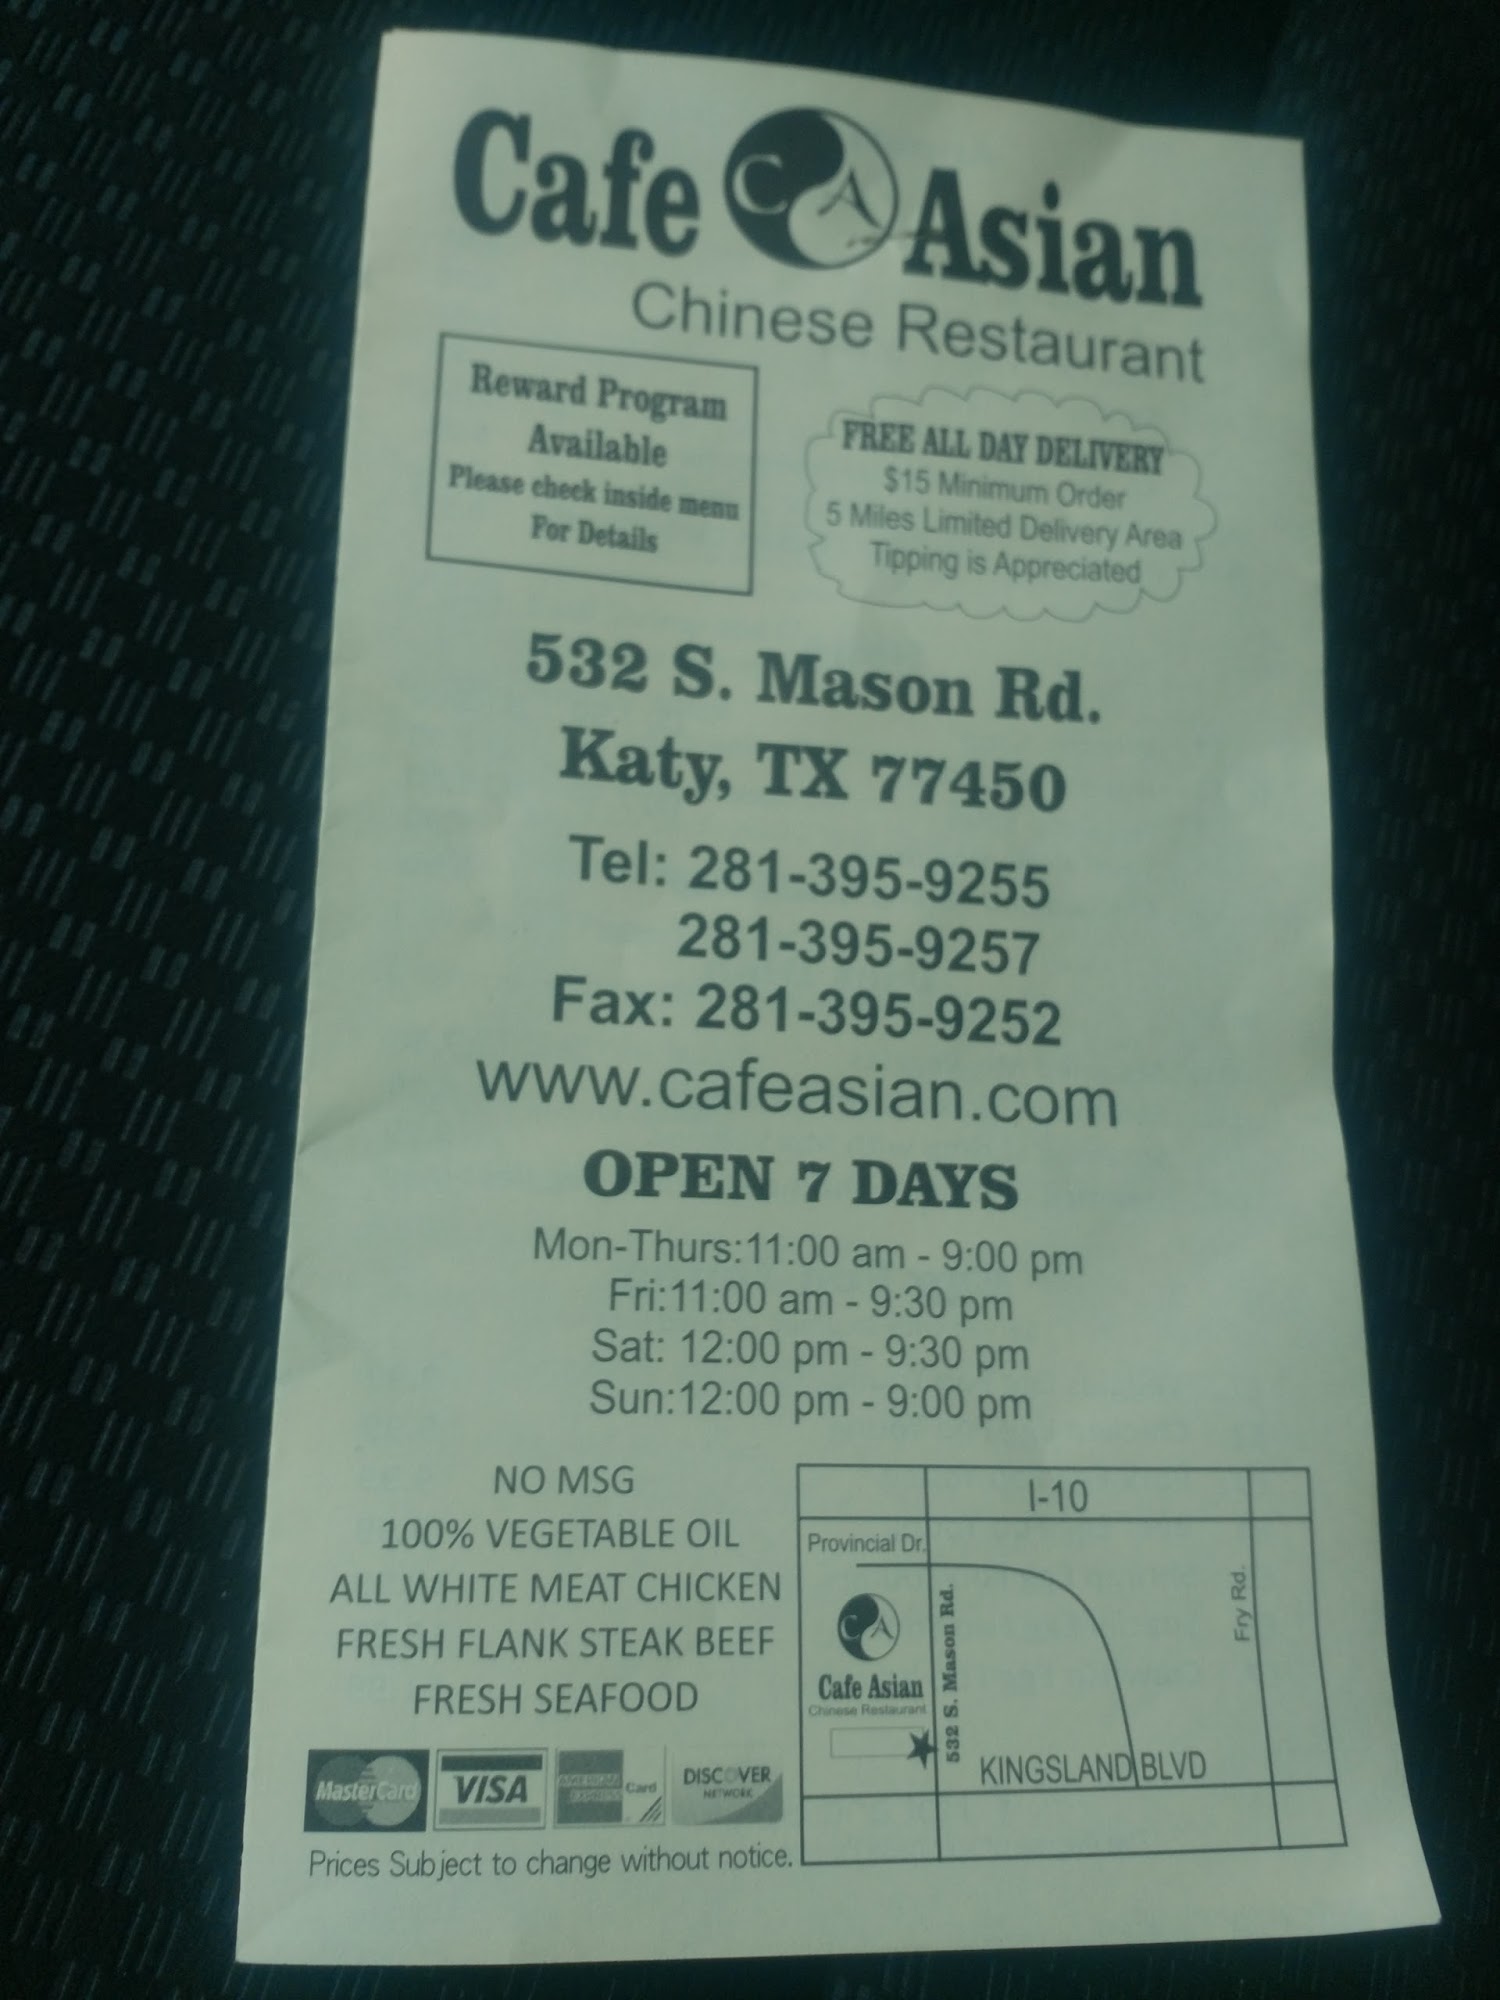 Cafe CA Asian
Chinese Restaurant
Reward Program
Available
Please check inside menu
For Details
FREE ALL DAY DELIVERY
$15 Minimum Order
5 Miles Limited Delivery Area
Tipping is Appreciated
532 S. Mason Rd.
Katy, TX 77450
Tel: 281-395-9255
281-395-9257
Fax: 281-395-9252
www.cafeasian.com
OPEN 7 DAYS
Mon-Thurs:11:00 am - 9:00 pm
Fri:11:00 am - 9:30 pm
Sat: 12:00 pm - 9:30 pm
Sun:12:00 pm - 9:00 pm
NO MSG
100% VEGETABLE OIL
ALL WHITE MEAT CHICKEN
FRESH FLANK STEAK BEEF
FRESH SEAFOOD
MasterCard
VISA
AMERICAN
EXPRESS
Card
DISCOVER
NETWORK
Prices Subject to change without notice.
I-10
Provincial Dr.
CA
Cafe Asian
Chinese Restaurant
532 S. Mason Rd.
Fry Rd.
KINGSLAND BLVD